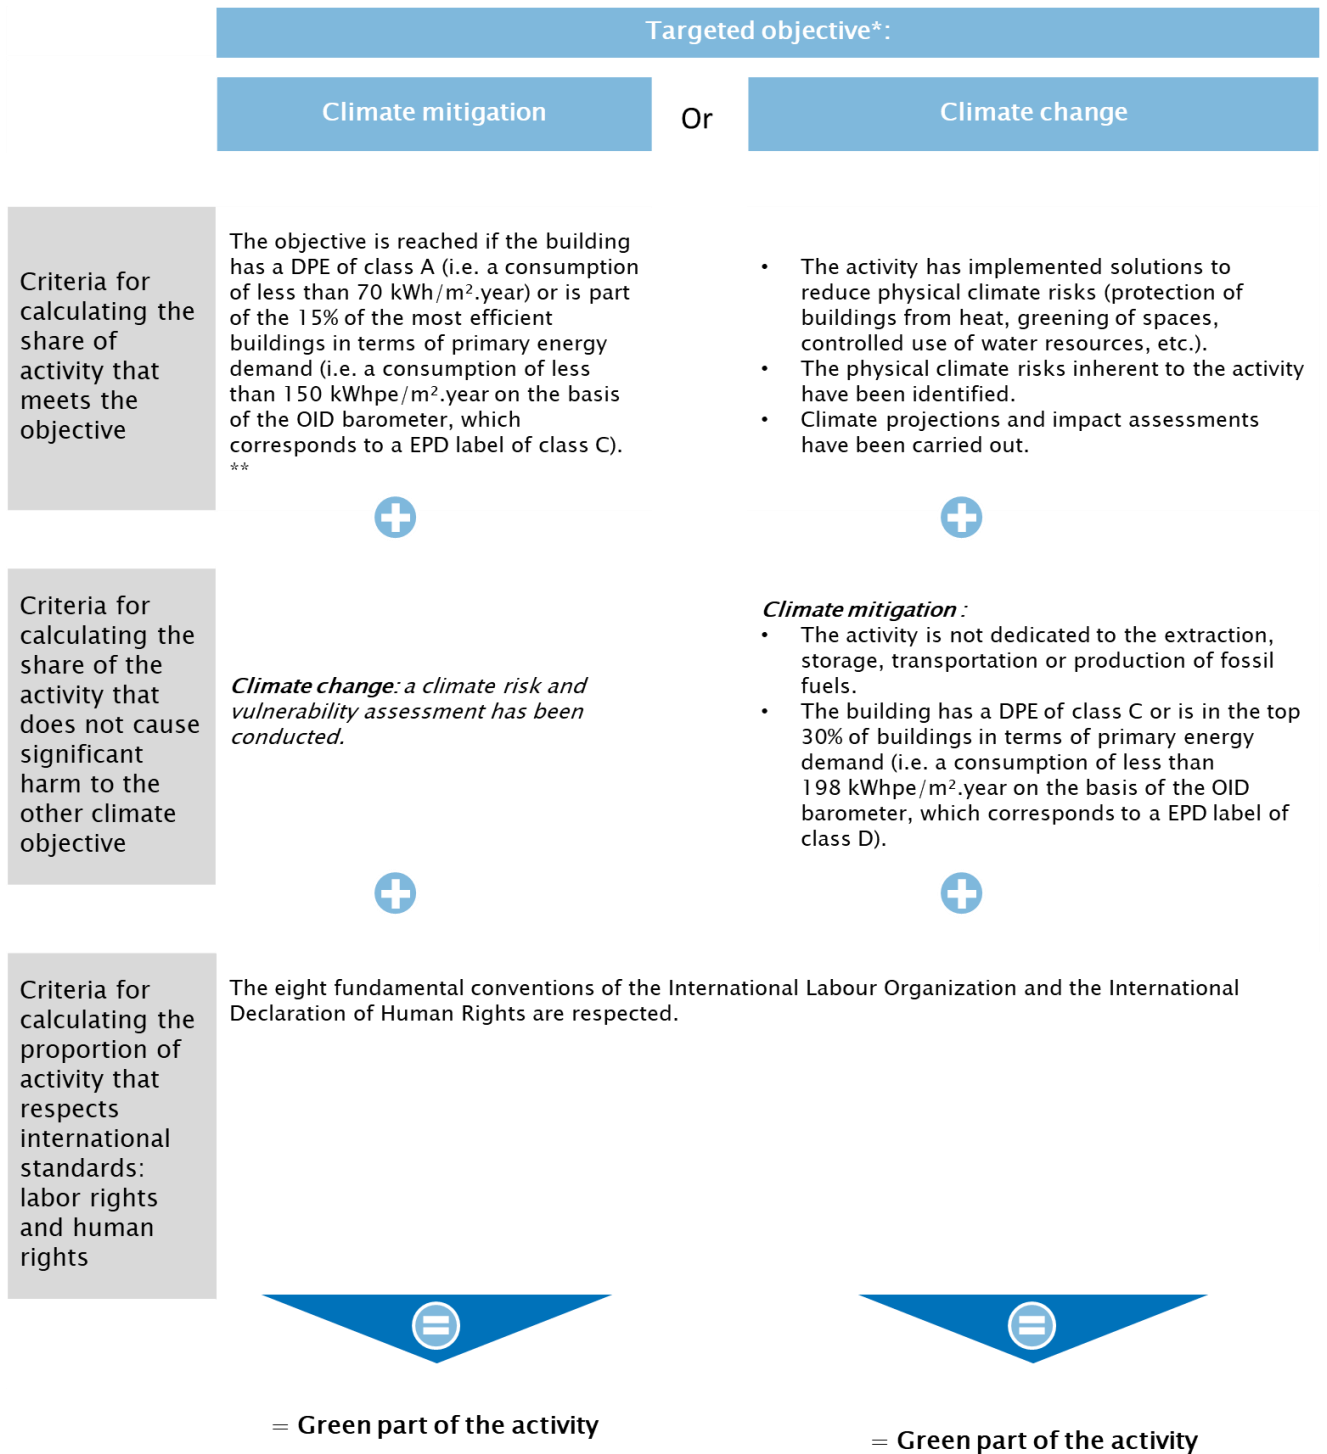 Targeted objective*:
Climate mitigation
Or
Climate change
Criteria for
calculating the
share of
activity that
meets the
objective
The objective is reached if the building
has a DPE of class A (i.e. a consumption
of less than 70 kWh/m².year) or is part
of the 15% of the most efficient
buildings in terms of primary energy
demand (i.e. a consumption of less
than 150 kWhpe/m².year on the basis
of the OID barometer, which
corresponds to a EPD label of class C).
**
• The activity has implemented solutions to
reduce physical climate risks (protection of
buildings from heat, greening of spaces,
controlled use of water resources, etc.).
• The physical climate risks inherent to the activity
have been identified.
• Climate projections and impact assessments
have been carried out.
Criteria for
calculating the
share of the
activity that
does not cause
significant
harm to the
other climate
objective
Climate change: a climate risk and
vulnerability assessment has been
conducted.
Climate mitigation :
• The activity is not dedicated to the extraction,
storage, transportation or production of fossil
fuels.
• The building has a DPE of class C or is in the top
30% of buildings in terms of primary energy
demand (i.e. a consumption of less than
198 kWhpe/m².year on the basis of the OID
barometer, which corresponds to a EPD label of
class D).
Criteria for
calculating the
proportion of
activity that
respects
international
standards:
labor rights
and human
rights
The eight fundamental conventions of the International Labour Organization and the International
Declaration of Human Rights are respected.
= Green part of the activity
= Green part of the activity